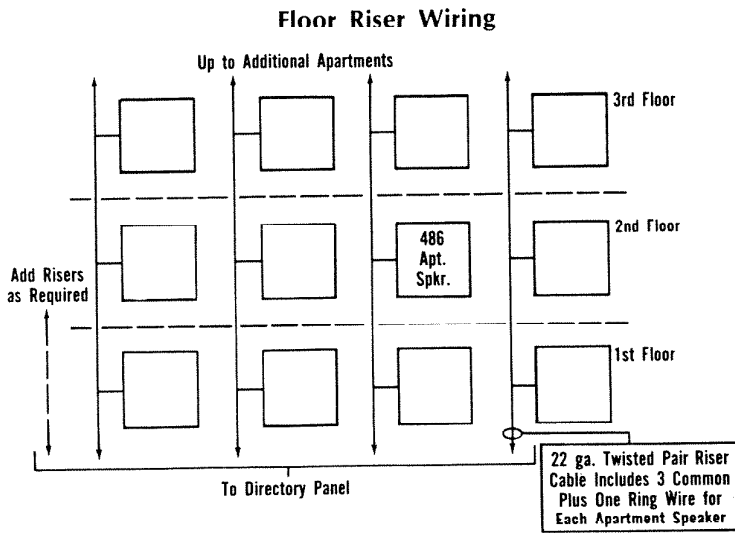 Floor Riser Wiring
Up to Additional Apartments
3rd Floor
2nd Floor
486
Apt.
Spkr.
Add Risers
as Required
1st Floor
To Directory Panel
22 ga. Twisted Pair Riser
Cable Includes 3 Common
Plus One Ring Wire for
Each Apartment Speaker